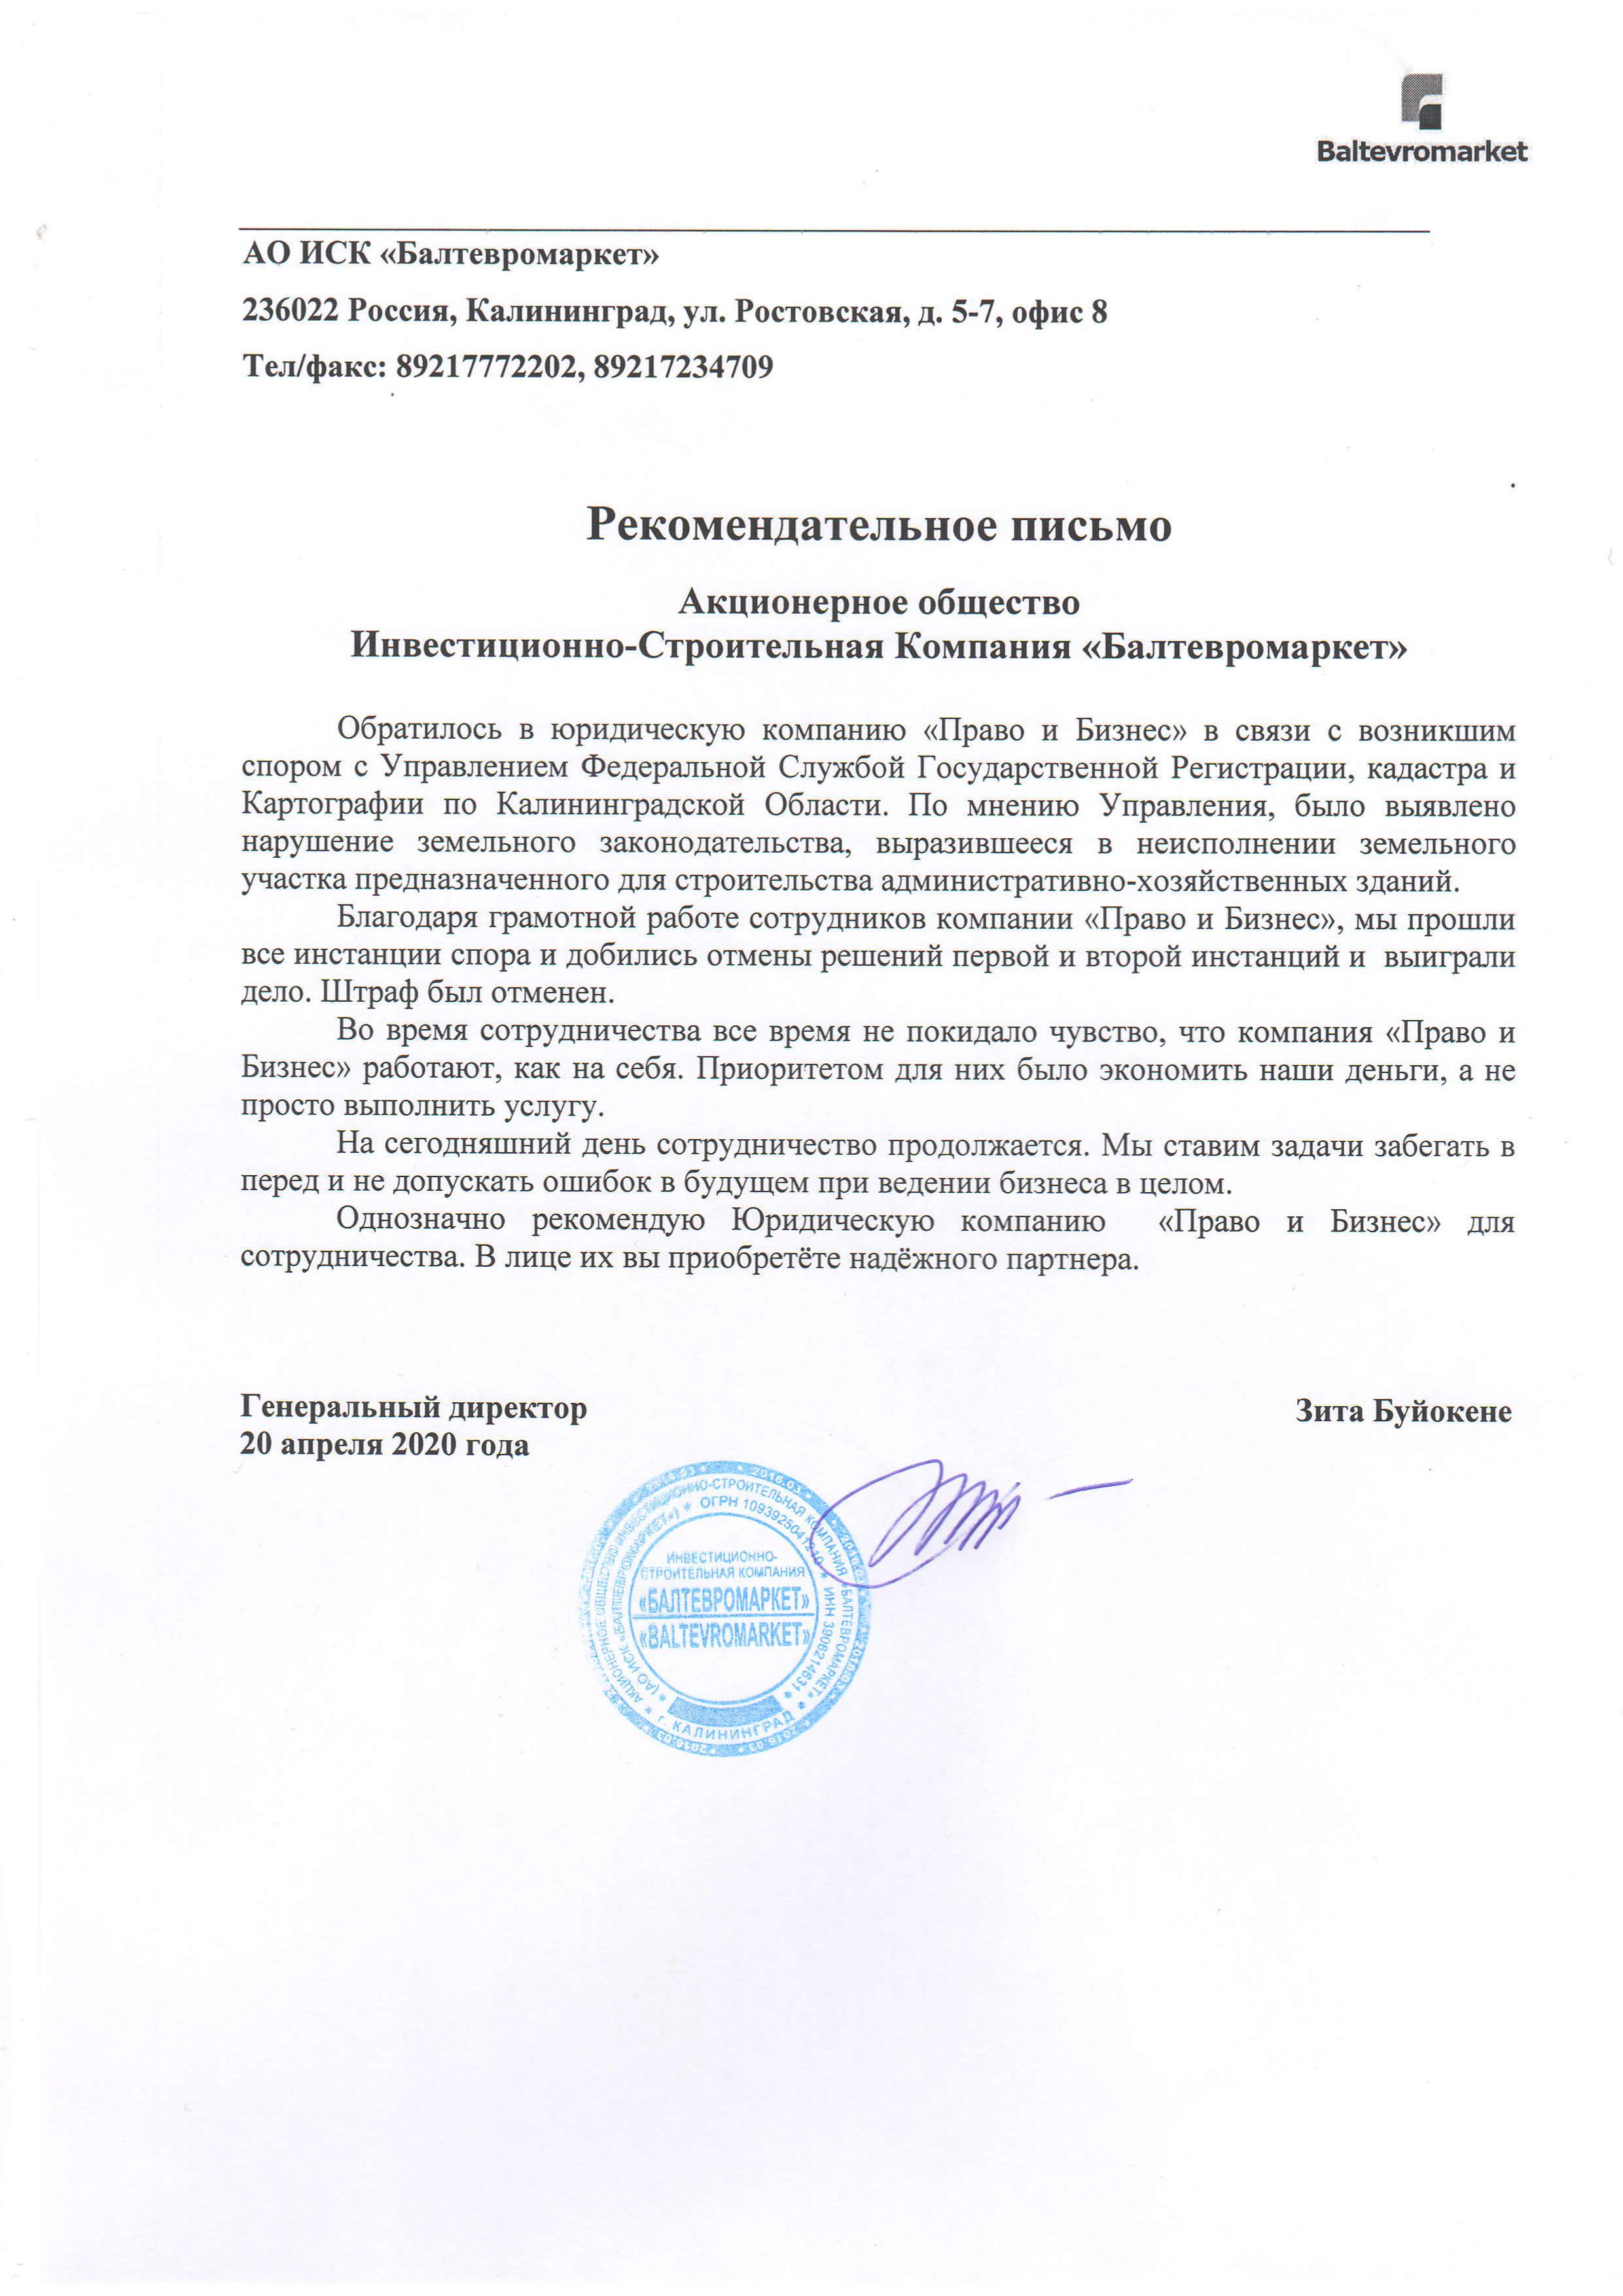 Baltevromarket
АО ИСК «Балтевромаркет»
236022 Россия, Калининград, ул. Ростовская, д. 5-7, офис 8
Тел/факс: 89217772202, 89217234709
Рекомендательное письмо
Акционерное общество
Инвестиционно-Строительная Компания «Балтевромаркет»
Обратилось в юридическую компанию «Право и Бизнес» в связи с возникшим
спором с Управлением Федеральной Службой Государственной Регистрации, кадастра и
Картографии по Калининградской Области. По мнению Управления, было выявлено
нарушение земельного законодательства, выразившееся в неисполнении земельного
участка предназначенного для строительства административно-хозяйственных зданий.
Благодаря грамотной работе сотрудников компании «Право и Бизнес», мы прошли
все инстанции спора и добились отмены решений первой и второй инстанций и выиграли
дело. Штраф был отменен.
Во время сотрудничества все время не покидало чувство, что компания «Право и
Бизнес» работают, как на себя. Приоритетом для них было экономить наши деньги, а не
просто выполнить услугу.
На сегодняшний день сотрудничество продолжается. Мы ставим задачи забегать в
перед и не допускать ошибок в будущем при ведении бизнеса в целом.
Однозначно рекомендую Юридическую компанию «Право и Бизнес» для
сотрудничества. В лице их вы приобретёте надёжного партнера.
Генеральный директор Зита Буйокене
20 апреля 2020 года
АКЦИОНЕРНОЕ ОБЩЕСТВО ИНВЕСТИЦИОННО-СТРОИТЕЛЬНАЯ КОМПАНИЯ "БАЛТЕВРОМАРКЕТ"
* г. КАЛИНИНГРАД *
(АО ИСК «БАЛТЕВРОМАРКЕТ») * ОГРН 1093925041210 * ИНН 3906214631 *
ИНВЕСТИЦИОННО-
СТРОИТЕЛЬНАЯ КОМПАНИЯ
«БАЛТЕВРОМАРКЕТ»
«BALTEVROMARKET»